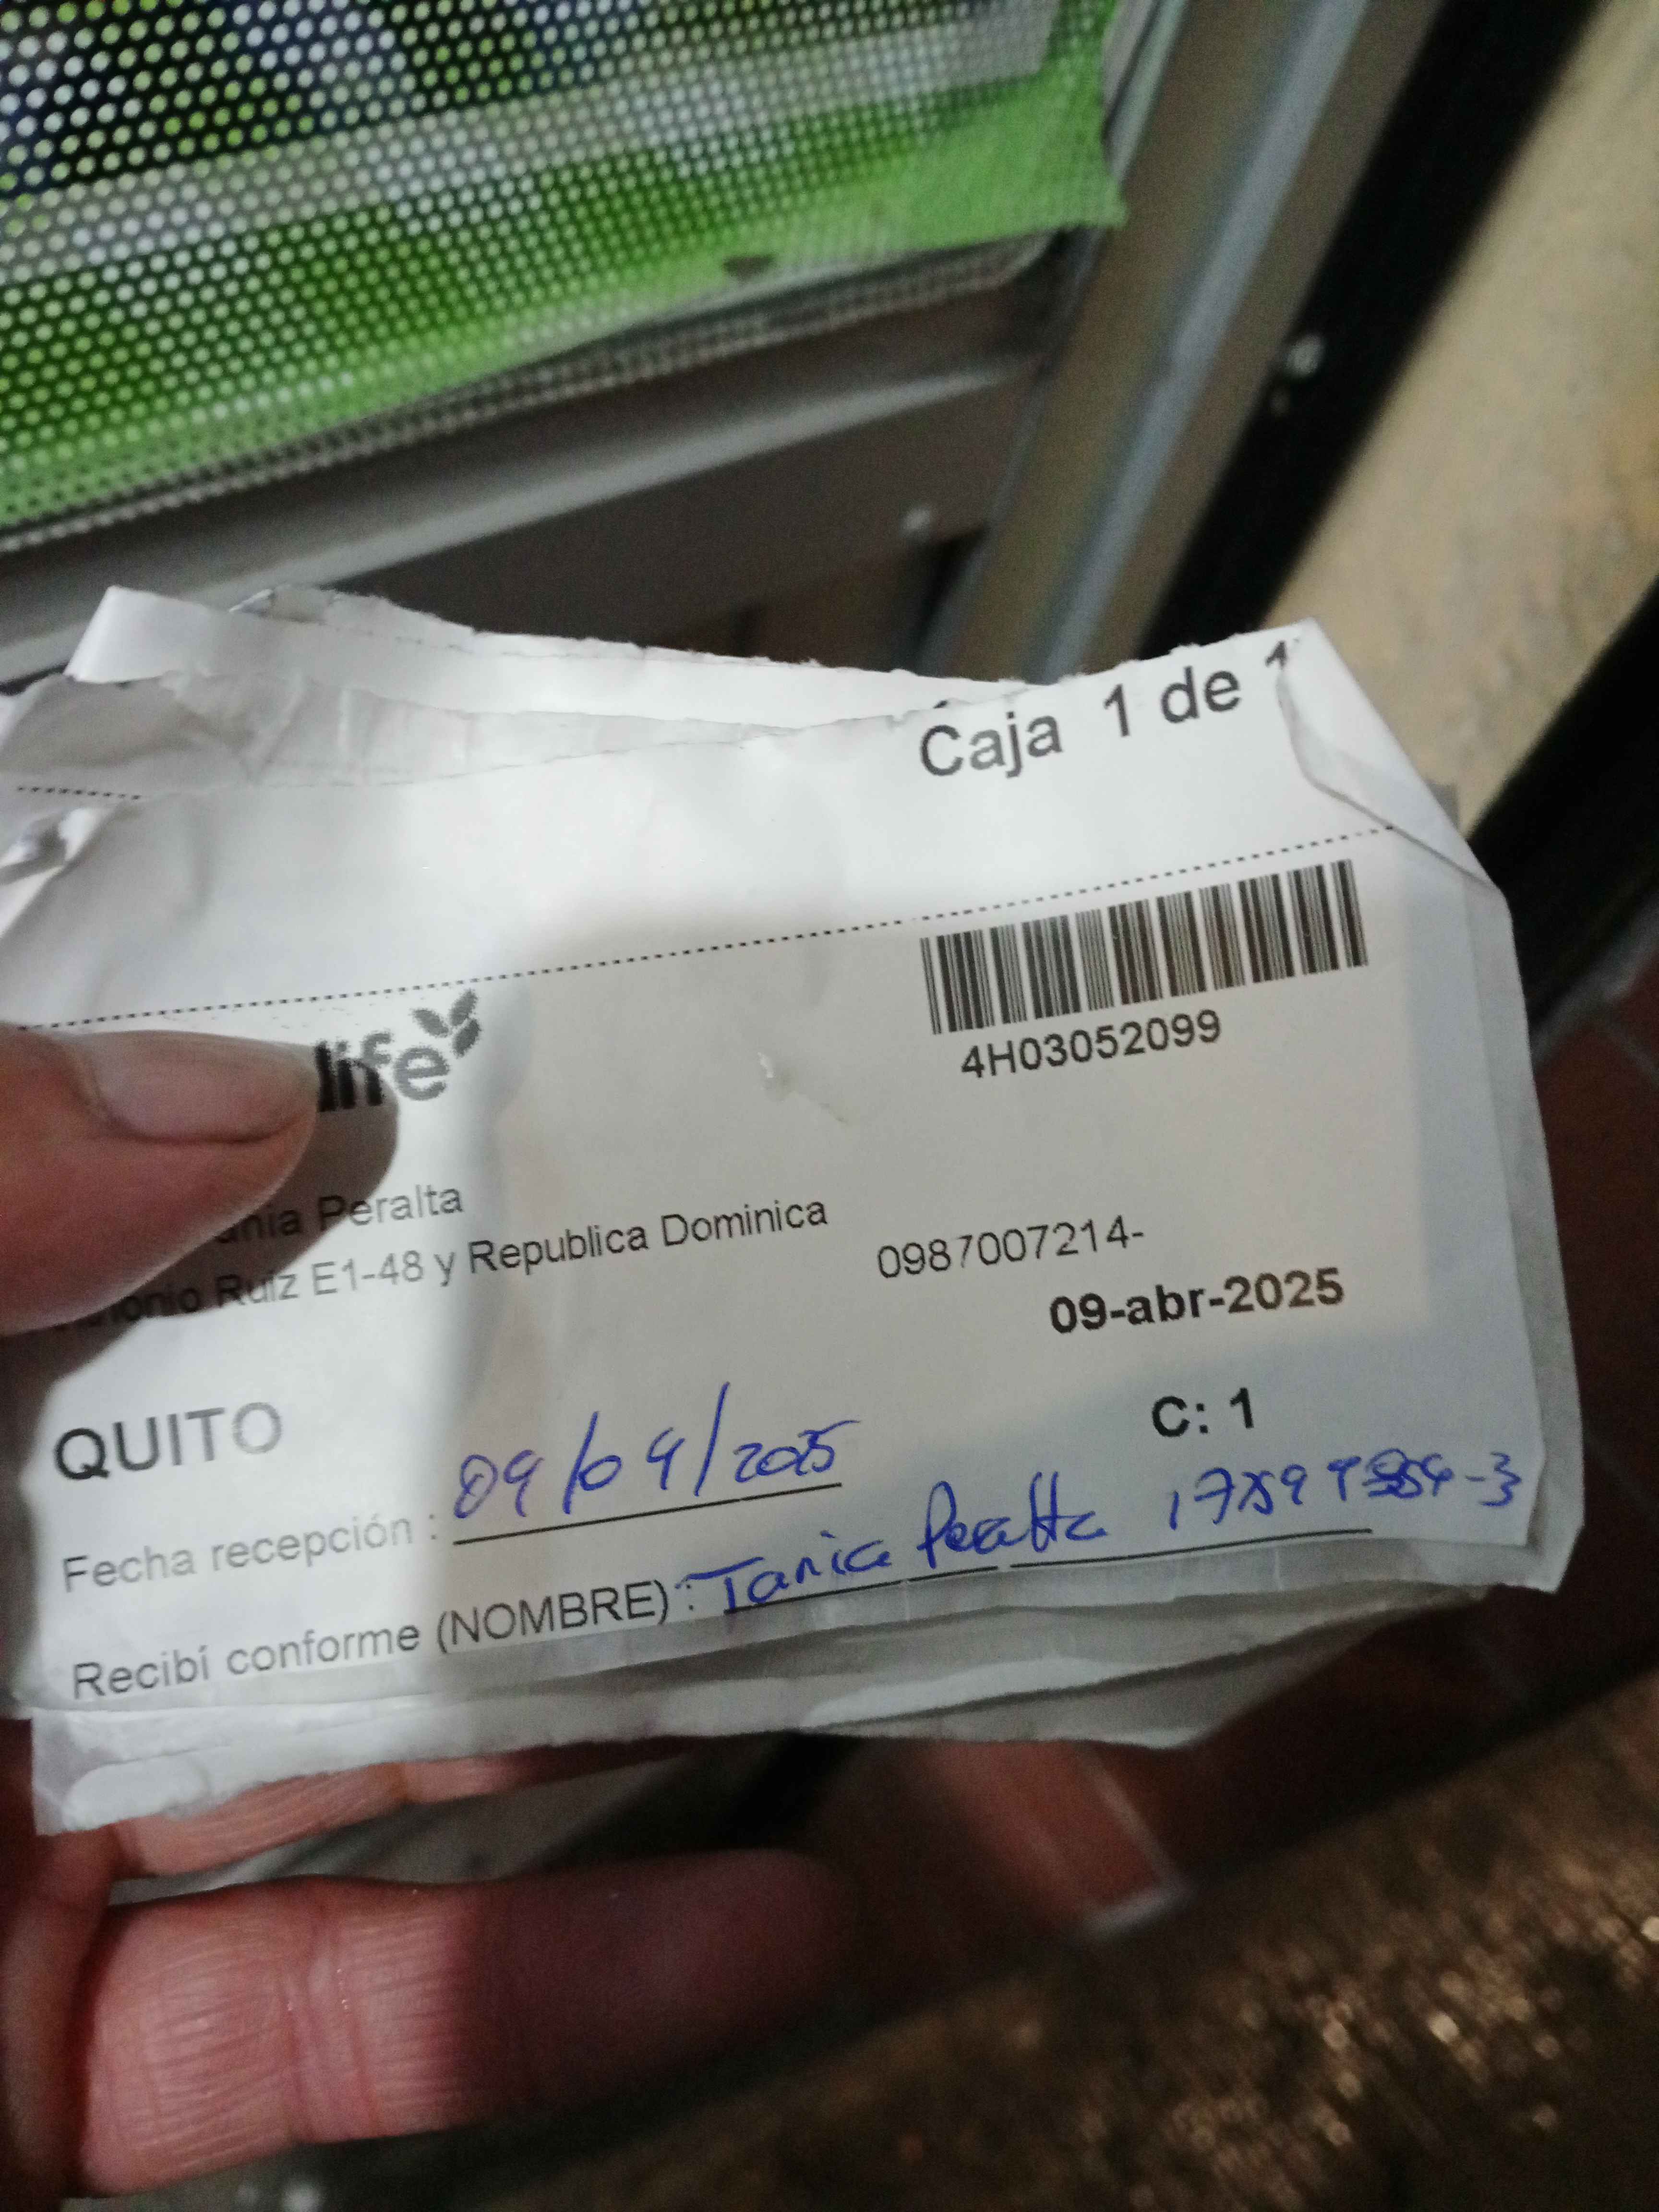 Caja 1 de 1
4H03052099
life
Peralta
Ruiz E1-48 y Republica Dominica
0987007214-
09-abr-2025
QUITO
C: 1
Fecha recepción : 09/04/2025
Recibí conforme (NOMBRE) : Tania Peralta